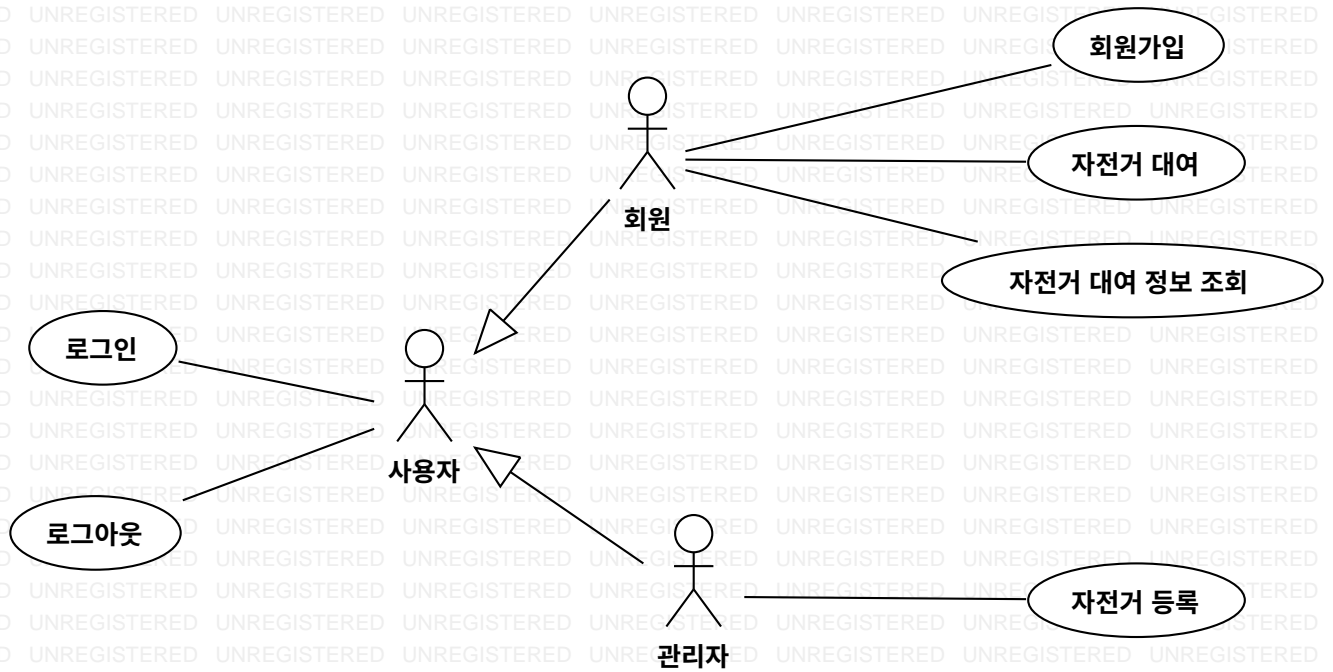 회원가입
자전거 대여
회원
자전거 대여 정보 조회
로그인
사용자
로그아웃
자전거 등록
관리자
UNREGISTERED